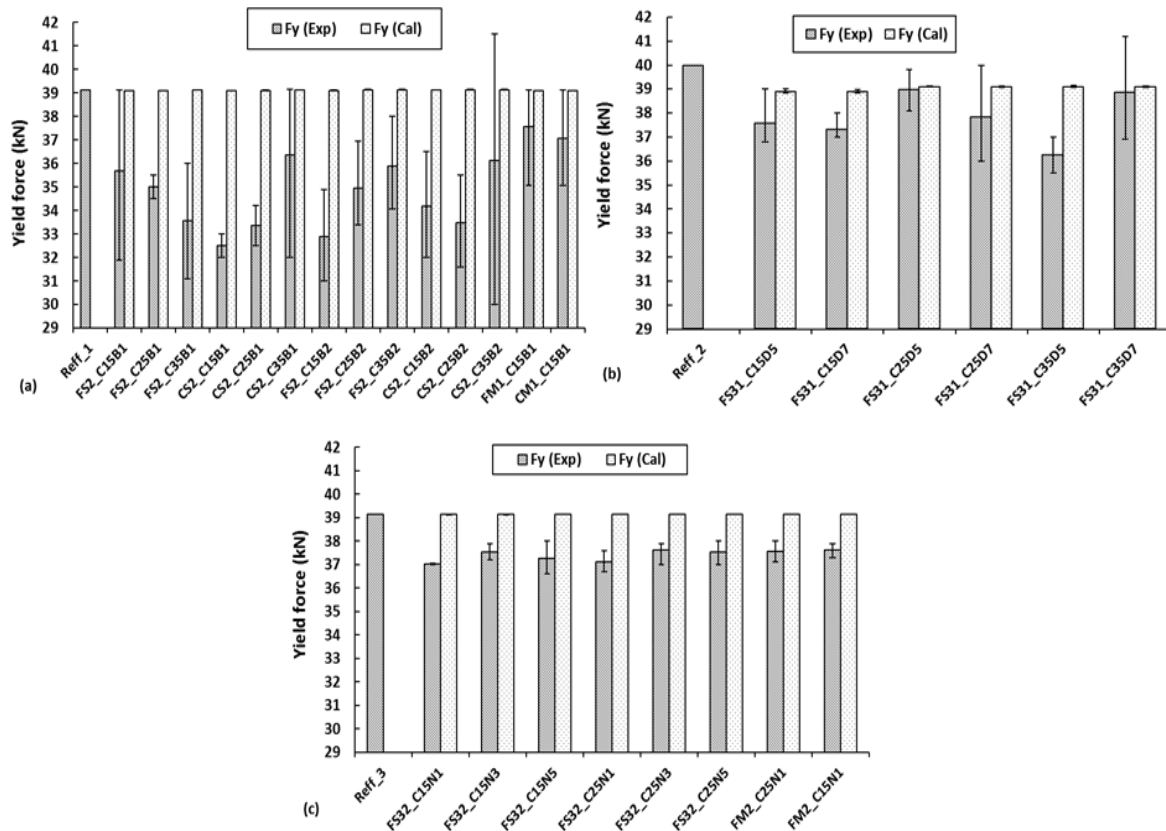 Fy (Exp) Fy (Cal)
Yield force (kN)
42
41
40
39
38
37
36
35
34
33
32
31
30
29
Reff_1
FS2_C15B1
FS2_C25B1
FS2_C35B1
CS2_C15B1
CS2_C25B1
CS2_C35B1
FS2_C15B2
FS2_C25B2
FS2_C35B2
CS2_C15B2
CS2_C25B2
CS2_C35B2
FM1_C15B1
CM1_C15B1
(a)
Fy (Exp) Fy (Cal)
Yield force (kN)
42
41
40
39
38
37
36
35
34
33
32
31
30
29
Reff_2
FS31_C15D5
FS31_C15D7
FS31_C25D5
FS31_C25D7
FS31_C35D5
FS31_C35D7
(b)
Fy (Exp) Fy (Cal)
Yield force (kN)
42
41
40
39
38
37
36
35
34
33
32
31
30
29
Reff_3
FS32_C15N1
FS32_C15N3
FS32_C15N5
FS32_C25N1
FS32_C25N3
FS32_C25N5
FM2_C25N1
FM2_C15N1
(c)